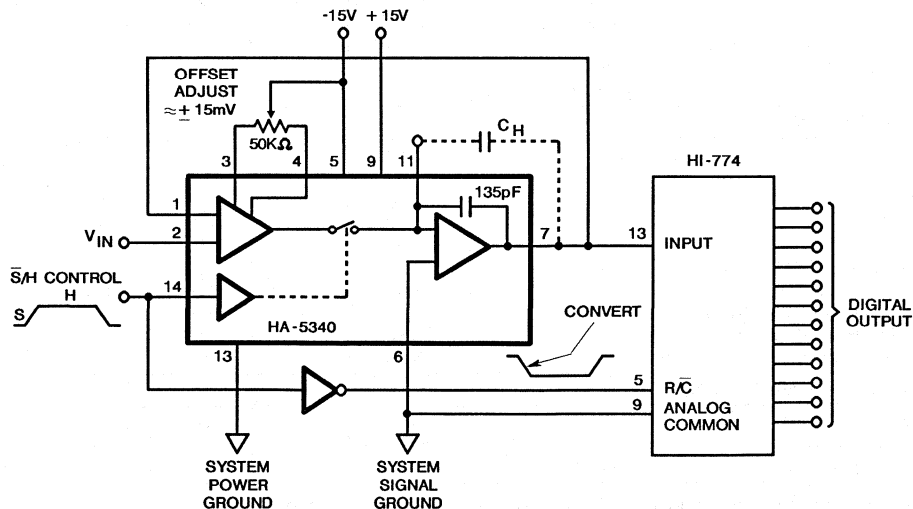 -15V
+15V
OFFSET
ADJUST
≈ ± 15mV
50KΩ
CH
3
4
5
9
11
HI-774
135pF
1
2
VIN
7
13
INPUT
S̅/H CONTROL
H
S
14
HA-5340
CONVERT
DIGITAL
OUTPUT
13
6
5
R/C̅
9
ANALOG
COMMON
SYSTEM
POWER
GROUND
SYSTEM
SIGNAL
GROUND